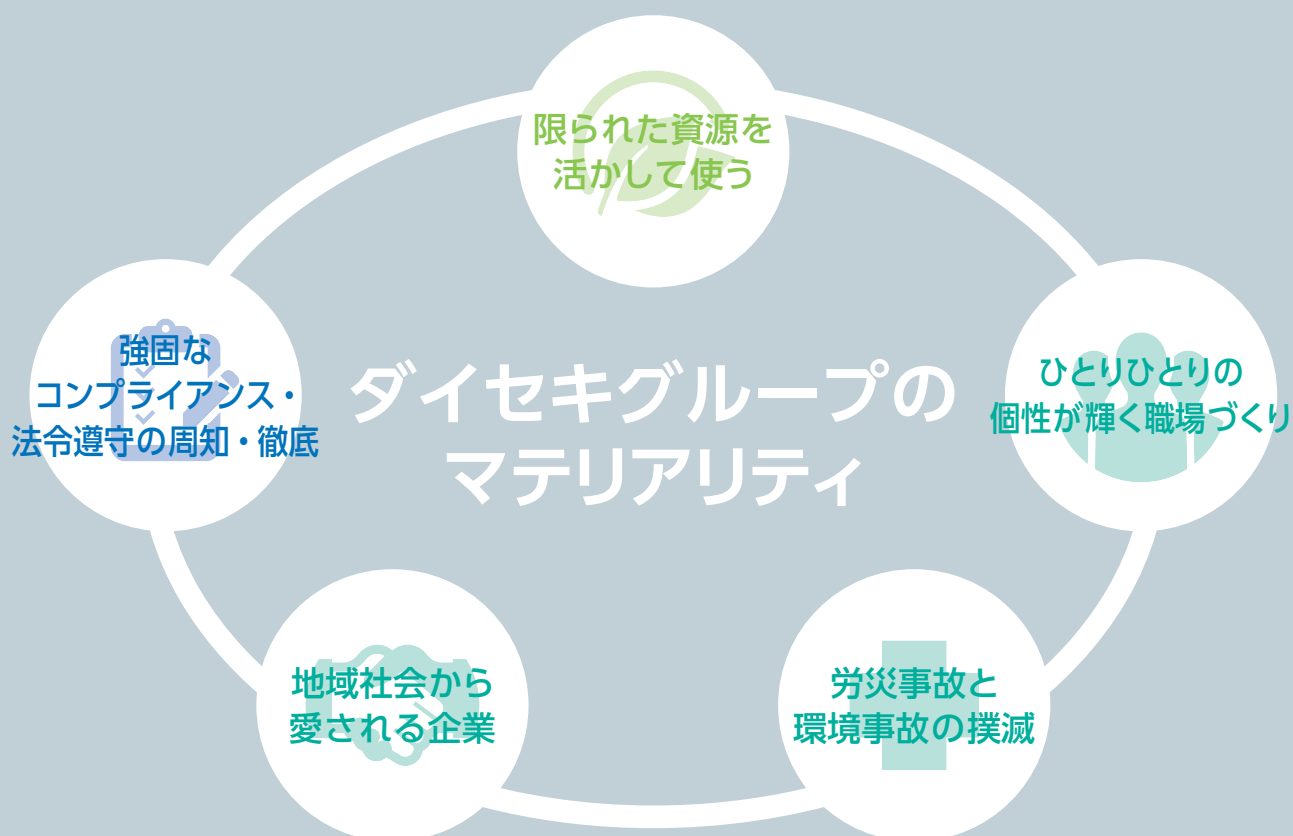 限られた資源を
活かして使う
強固な
コンプライアンス・
法令遵守の周知・徹底
ダイセキグループの
マテリアリティ
ひとりひとりの
個性が輝く職場づくり
地域社会から
愛される企業
労災事故と
環境事故の撲滅